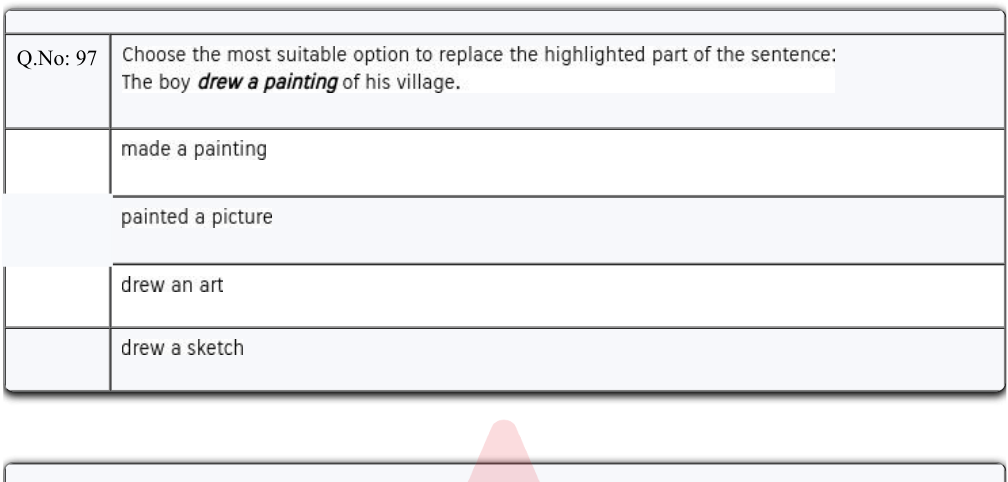 Q.No: 97
Choose the most suitable option to replace the highlighted part of the sentence:
The boy drew a painting of his village.
made a painting
painted a picture
drew an art
drew a sketch